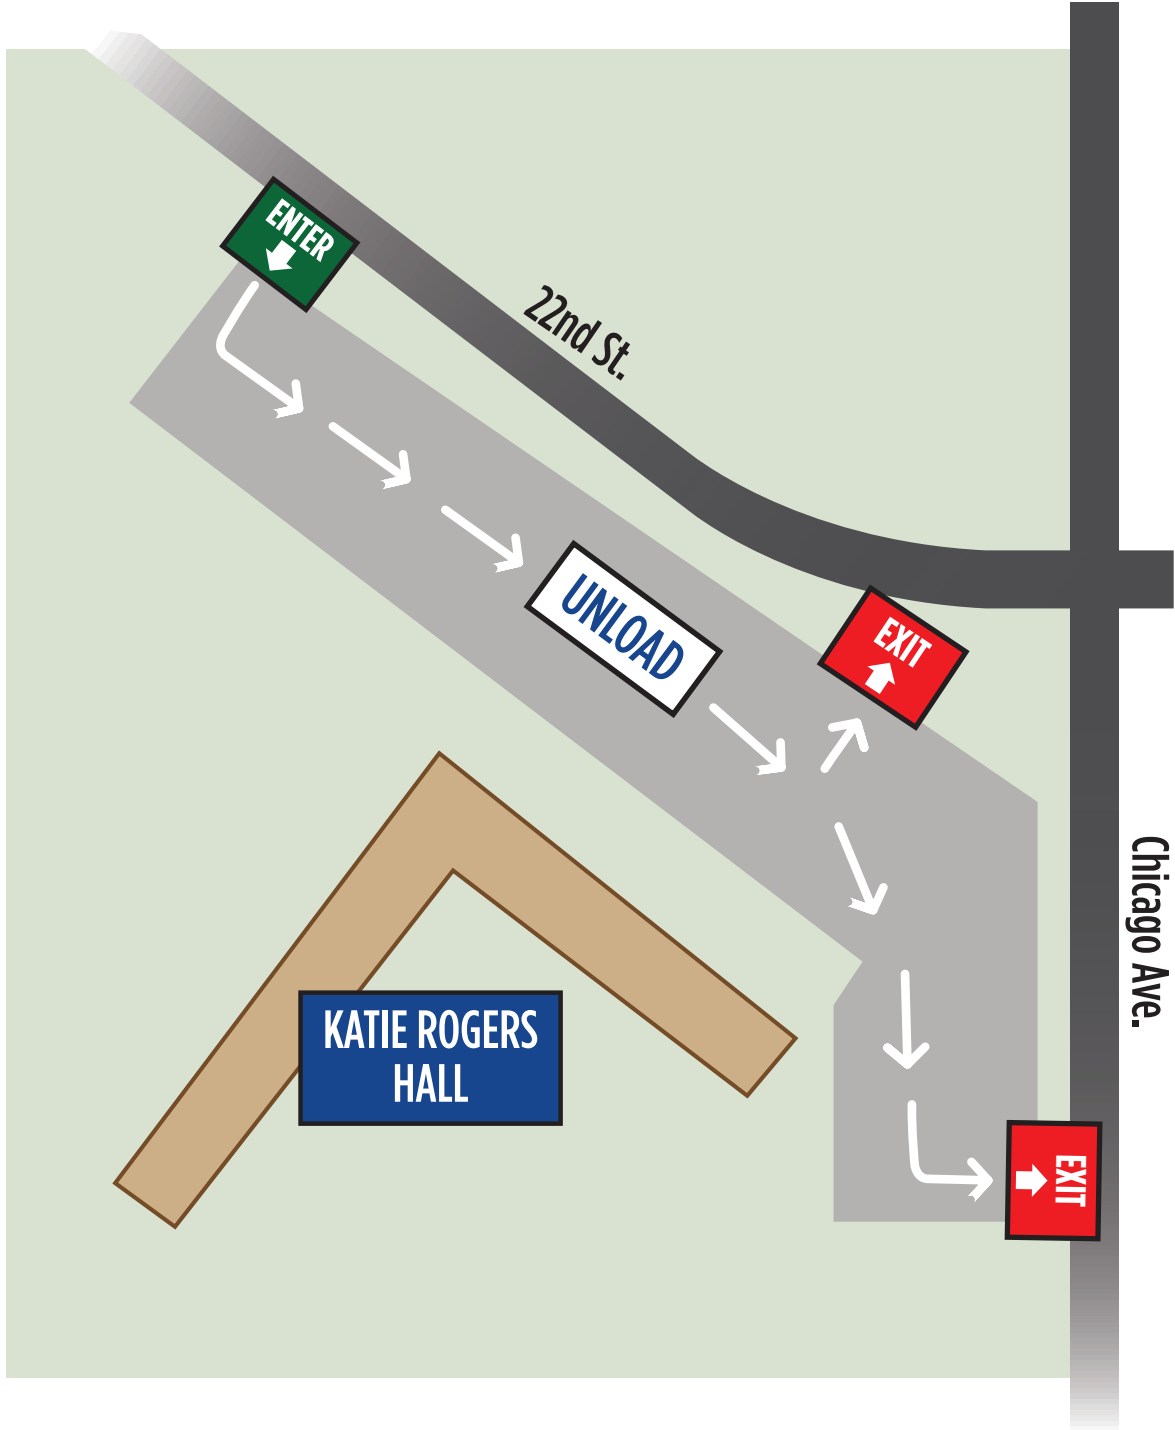 ENTER
22nd St.
UNLOAD
EXIT
Chicago Ave.
KATIE ROGERS
HALL
EXIT